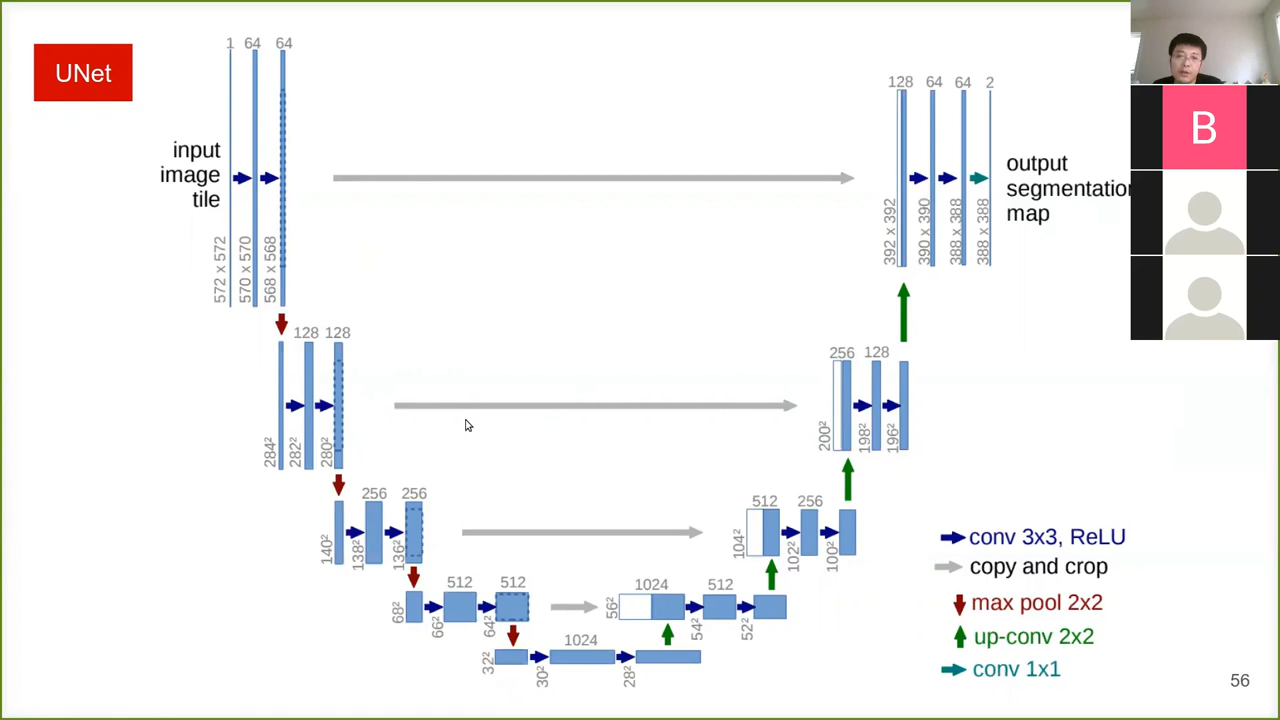 UNet
1 64 64
input
image
tile
572 x 572
570 x 570
568 x 568
128 64 64 2
output
segmentation
map
392 x 392
390 x 390
388 x 388
388 x 388
B
128 128
284²
282²
280²
256 128
200²
198²
196²
256 256
140²
138²
136²
512 256
104²
102²
100²
512 512
68²
66²
64²
1024 512
56²
54²
52²
1024
32²
30²
28²
conv 3x3, ReLU
copy and crop
max pool 2x2
up-conv 2x2
conv 1x1
56